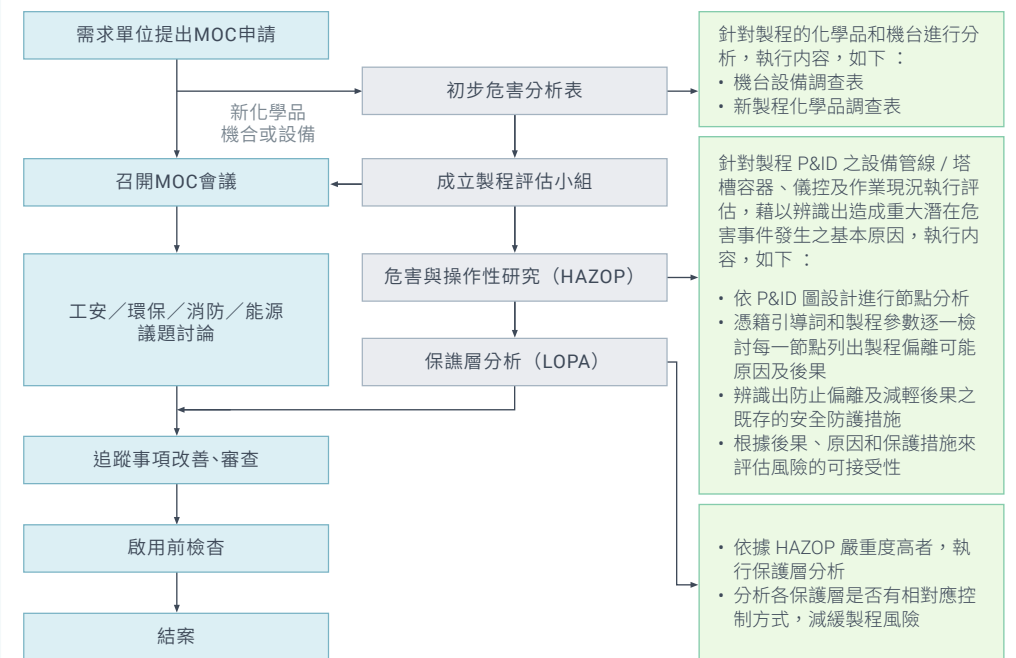 需求單位提出MOC申請
新化學品
機合或設備
召開MOC會議
工安／環保／消防／能源
議題討論
追蹤事項改善、審查
啟用前檢查
結案
初步危害分析表
成立製程評估小組
危害與操作性研究（HAZOP）
保譙層分析（LOPA）
針對製程的化學品和機台進行分
析，執行內容，如下 ：
• 機台設備調查表
• 新製程化學品調查表
針對製程 P&ID 之設備管線 / 塔
槽容器、儀控及作業現況執行評
估，藉以辨識出造成重大潛在危
害事件發生之基本原因，執行内
容，如下 ：
• 依 P&ID 圖設計進行節點分析
• 憑籍引導詞和製程參數逐一檢
討每一節點列出製程偏離可能
原因及後果
• 辨識出防止偏離及減輕後果之
既存的安全防護措施
• 根據後果、原因和保護措施來
評估風險的可接受性
• 依據 HAZOP 嚴重度高者，執
行保護層分析
• 分析各保護層是否有相對應控
制方式，減緩製程風險